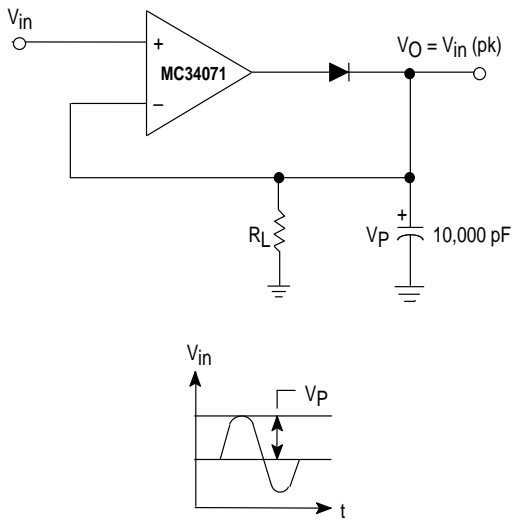 Vin
+
MC34071
−
VO = Vin (pk)
RL
+
VP
10,000 pF
Vin
VP
t